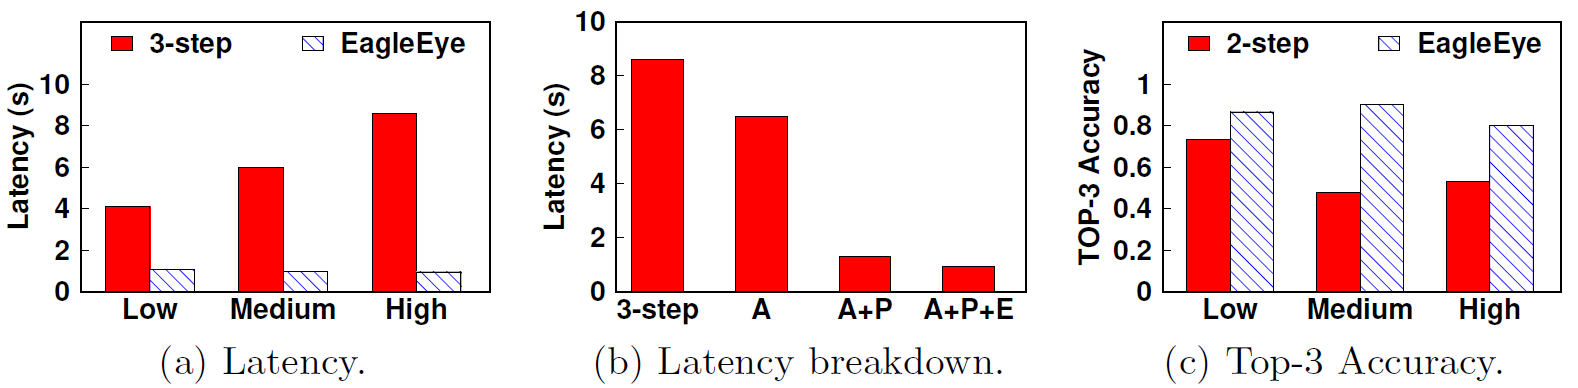 3-step EagleEye
Latency (s)
10
8
6
4
2
0
Low Medium High
(a) Latency.
Latency (s)
10
8
6
4
2
0
3-step A A+P A+P+E
(b) Latency breakdown.
2-step EagleEye
TOP-3 Accuracy
1
0.8
0.6
0.4
0.2
0
Low Medium High
(c) Top-3 Accuracy.